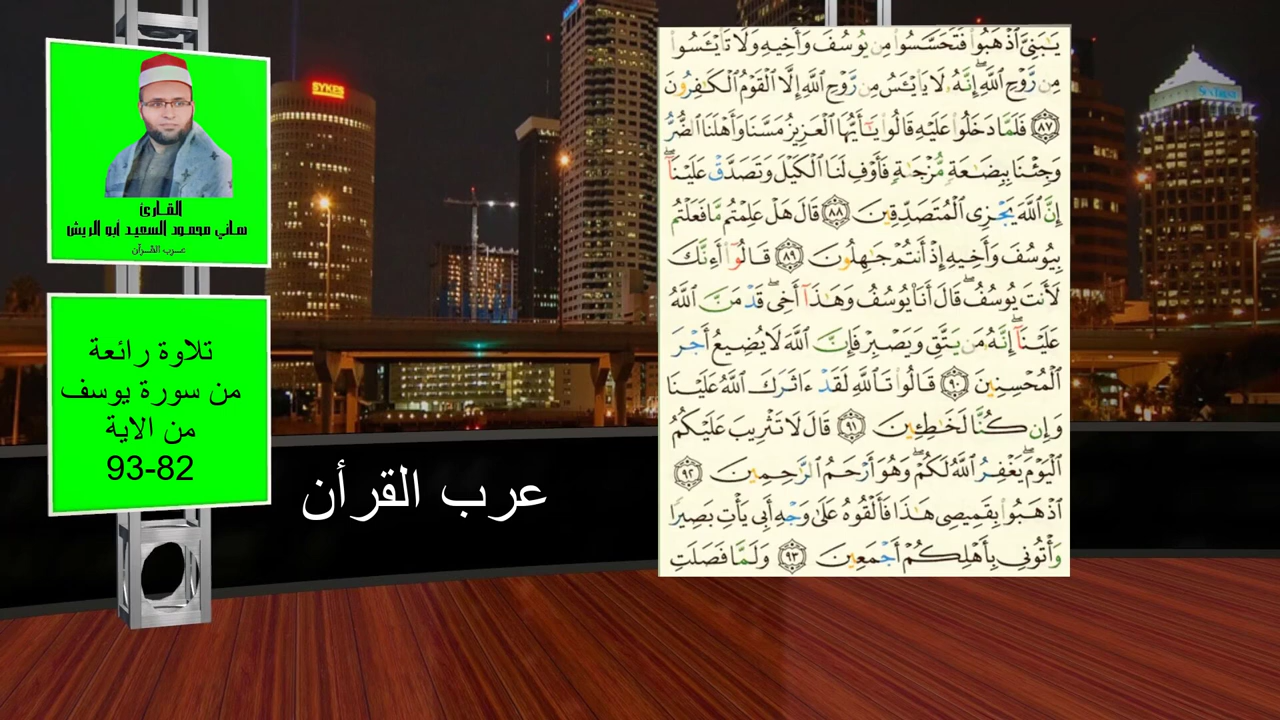 القارئ
هاني محمود السعيد أبو الريش
عرب القرآن
تلاوة رائعة
من سورة يوسف
من الاية
93-82
عرب القرأن
SYKES
SUNTRUST
يَـٰبَنِىَّ ٱذْهَبُوا۟ فَتَحَسَّسُوا۟ مِن يُوسُفَ وَأَخِيهِ وَلَا تَا۟يْـَٔسُوا۟
مِن رَّوْحِ ٱللَّهِ ۖ إِنَّهُۥ لَا يَا۟يْـَٔسُ مِن رَّوْحِ ٱللَّهِ إِلَّا ٱلْقَوْمُ ٱلْكَـٰفِرُونَ
٨٧ فَلَمَّا دَخَلُوا۟ عَلَيْهِ قَالُوا۟ يَـٰٓأَيُّهَا ٱلْعَزِيزُ مَسَّنَا وَأَهْلَنَا ٱلضُّرُّ
وَجِئْنَا بِبِضَـٰعَةٍ مُّزْجَىٰةٍ فَأَوْفِ لَنَا ٱلْكَيْلَ وَتَصَدَّقْ عَلَيْنَآ ۖ
إِنَّ ٱللَّهَ يَجْزِى ٱلْمُتَصَدِّقِينَ ٨٨ قَالَ هَلْ عَلِمْتُم مَّا فَعَلْتُم
بِيُوسُفَ وَأَخِيهِ إِذْ أَنتُمْ جَـٰهِلُونَ ٨٩ قَالُوٓا۟ أَءِنَّكَ
لَأَنتَ يُوسُفُ ۖ قَالَ أَنَا۠ يُوسُفُ وَهَـٰذَآ أَخِى ۖ قَدْ مَنَّ ٱللَّهُ
عَلَيْنَآ ۖ إِنَّهُۥ مَن يَتَّقِ وَيَصْبِرْ فَإِنَّ ٱللَّهَ لَا يُضِيعُ أَجْرَ
ٱلْمُحْسِنِينَ ٩٠ قَالُوا۟ تَٱللَّهِ لَقَدْ ءَاثَرَكَ ٱللَّهُ عَلَيْنَا
وَإِن كُنَّا لَخَـٰطِـِٔينَ ٩١ قَالَ لَا تَثْرِيبَ عَلَيْكُمُ
ٱلْيَوْمَ ۖ يَغْفِرُ ٱللَّهُ لَكُمْ ۖ وَهُوَ أَرْحَمُ ٱلرَّٰحِمِينَ ٩٢
ٱذْهَبُوا۟ بِقَمِيصِى هَـٰذَا فَأَلْقُوهُ عَلَىٰ وَجْهِ أَبِى يَأْتِ بَصِيرًا
وَأْتُونِى بِأَهْلِكُمْ أَجْمَعِينَ ٩٣ وَلَمَّا فَصَلَتِ